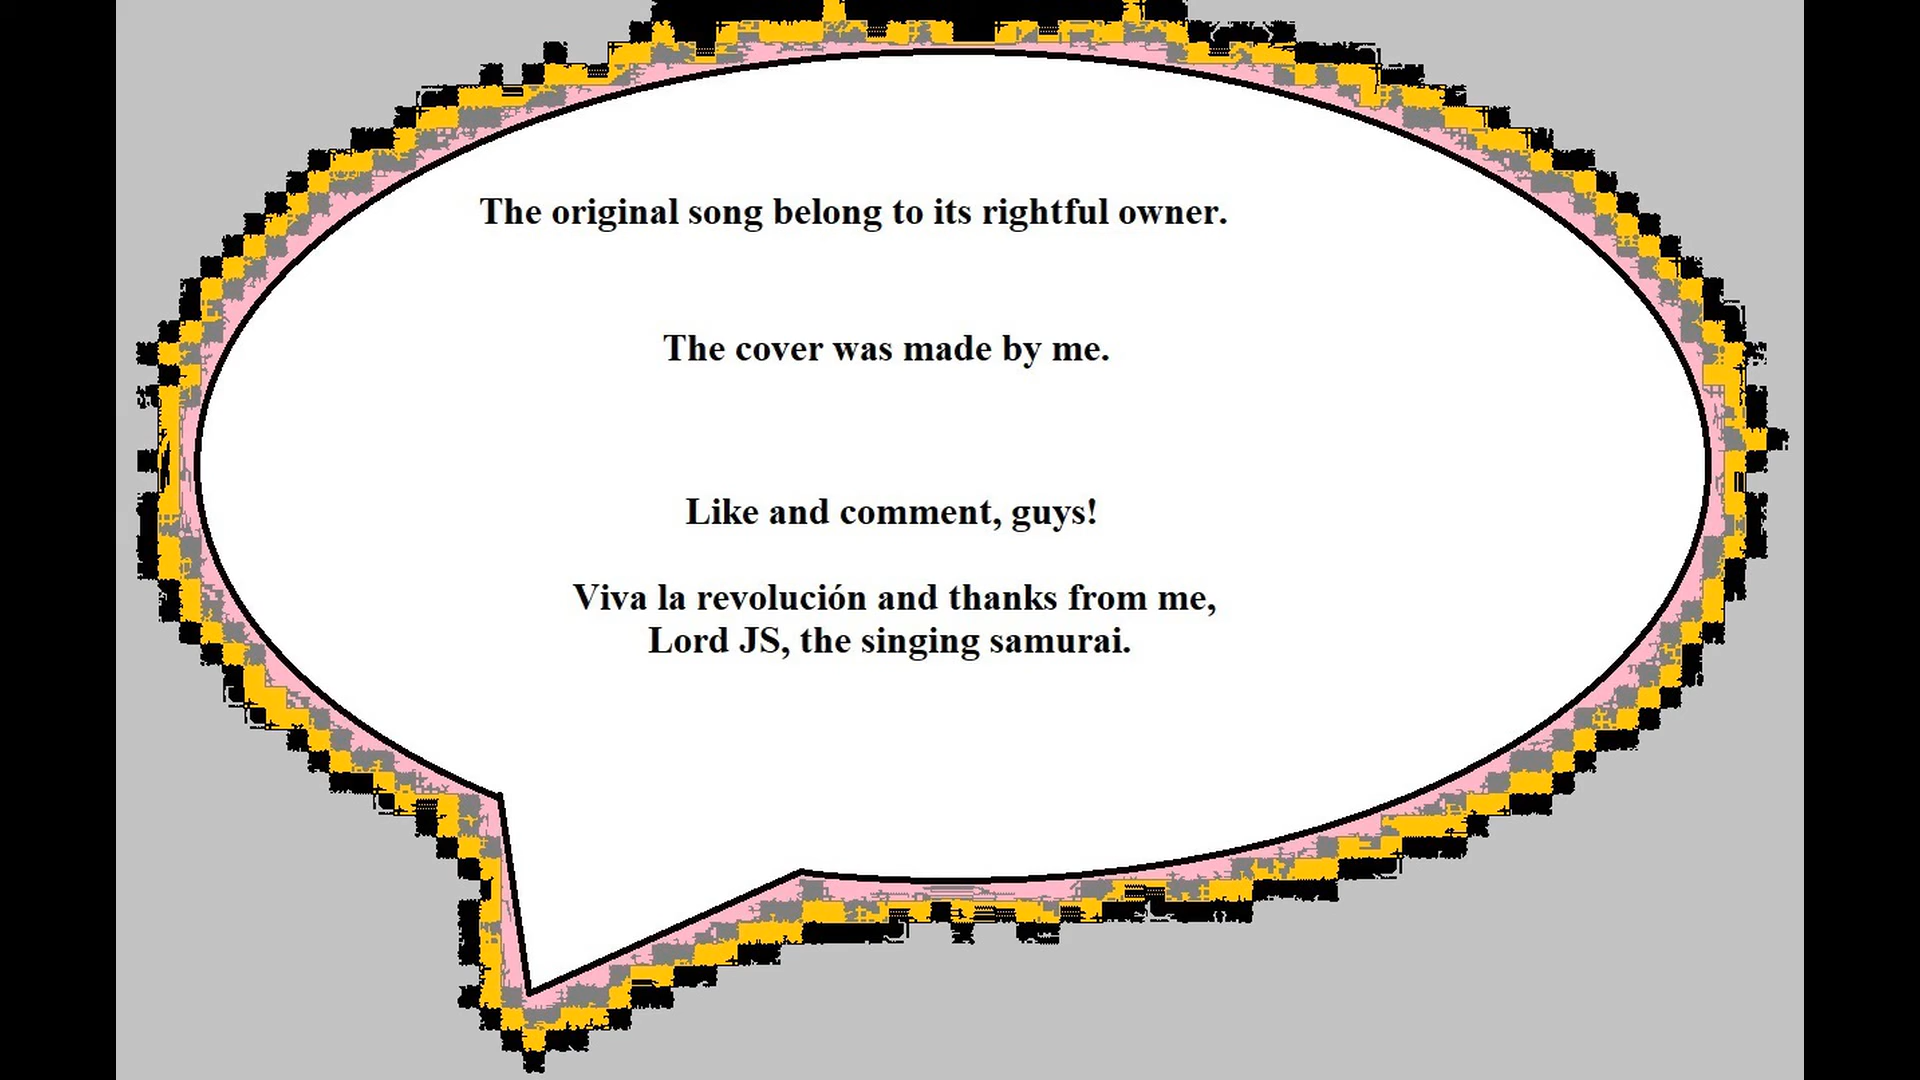 The original song belong to its rightful owner.
The cover was made by me.
Like and comment, guys!
Viva la revolución and thanks from me,
Lord JS, the singing samurai.